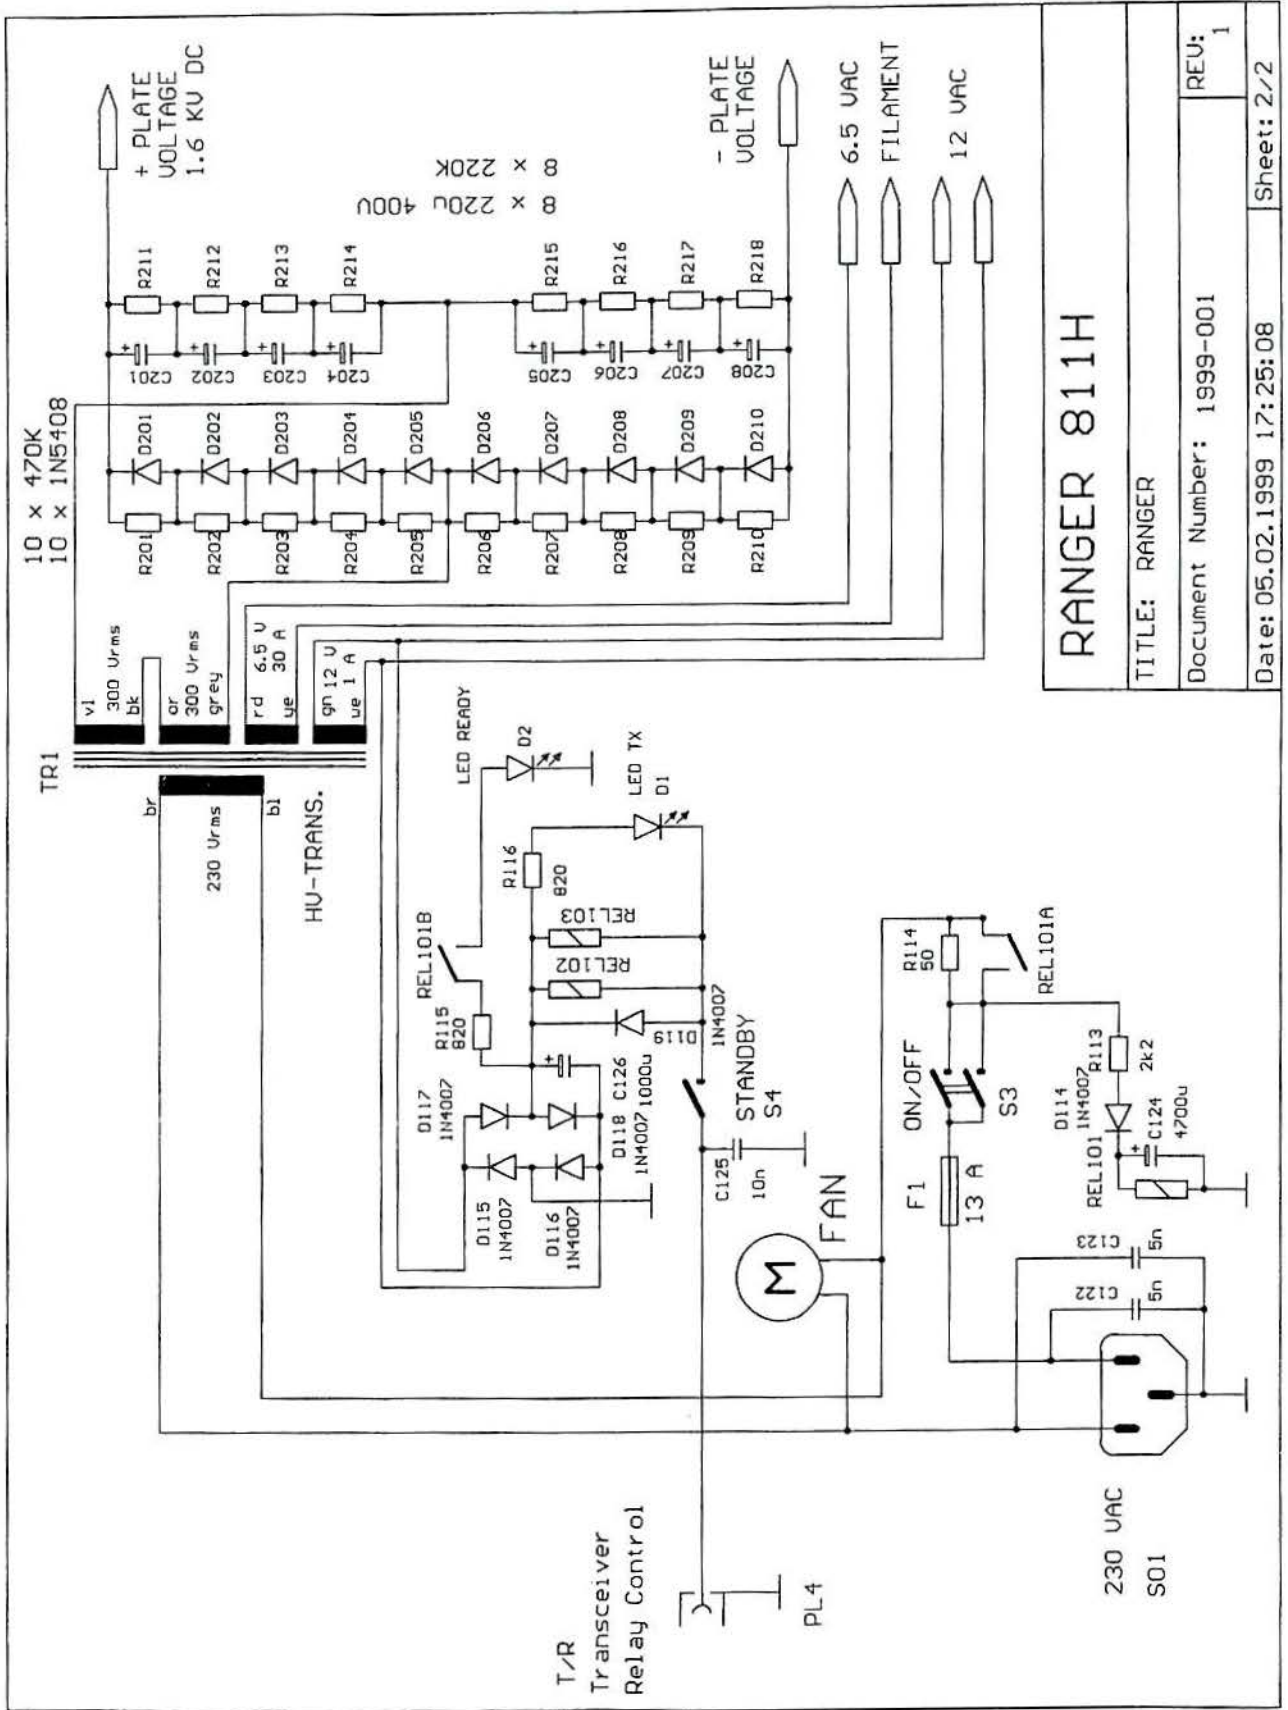 10 x 470K
10 x 1N5408
+ PLATE
VOLTAGE
1.6 KV DC
TR1
vl
300 Vrms
bk
or
300 Vrms
grey
rd
6.5 V
30 A
ye
gn
12 V
1 A
we
br
230 Vrms
bl
HV-TRANS.
R201
R202
R203
R204
R205
R206
R207
R208
R209
R210
D201
D202
D203
D204
D205
D206
D207
D208
D209
D210
+
C201
+
C202
+
C203
+
C204
+
C205
+
C206
+
C207
+
C208
R211
R212
R213
R214
R215
R216
R217
R218
8 x 220u 400V
8 x 220K
- PLATE
VOLTAGE
6.5 VAC
FILAMENT
12 VAC
LED READY
D2
REL101B
R115
820
D117
1N4007
D115
1N4007
D116
1N4007
D118
1N4007
+
C126
1000u
D119
1N4007
REL102
REL103
R116
820
LED TX
D1
STANDBY
S4
C125
10n
T/R
Transceiver
Relay Control
PL4
M
FAN
F1
13 A
ON/OFF
S3
R114
50
REL101A
D114
1N4007
R113
2k2
REL101
+
C124
4700u
C123
5n
C122
5n
230 VAC
S01
RANGER 811H
TITLE: RANGER
Document Number: 1999-001
REV:
1
Date: 05.02.1999 17:25:08
Sheet: 2/2